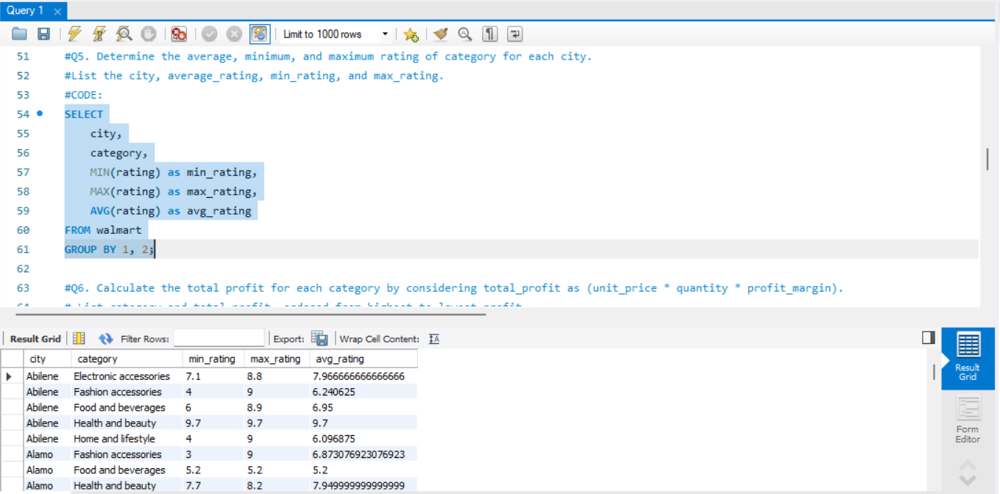 Query 1
Limit to 1000 rows
51 #Q5. Determine the average, minimum, and maximum rating of category for each city.
52 #List the city, average_rating, min_rating, and max_rating.
53 #CODE:
54 SELECT
55 city,
56 category,
57 MIN(rating) as min_rating,
58 MAX(rating) as max_rating,
59 AVG(rating) as avg_rating
60 FROM walmart
61 GROUP BY 1, 2;
62
63 #Q6. Calculate the total profit for each category by considering total_profit as (unit_price * quantity * profit_margin).
Result Grid Filter Rows: Export: Wrap Cell Content:
city category min_rating max_rating avg_rating
Abilene Electronic accessories 7.1 8.8 7.966666666666666
Abilene Fashion accessories 4 9 6.240625
Abilene Food and beverages 6 8.9 6.95
Abilene Health and beauty 9.7 9.7 9.7
Abilene Home and lifestyle 4 9 6.096875
Alamo Fashion accessories 3 9 6.873076923076923
Alamo Food and beverages 5.2 5.2 5.2
Alamo Health and beauty 7.7 8.2 7.949999999999999
Result
Grid
Form
Editor